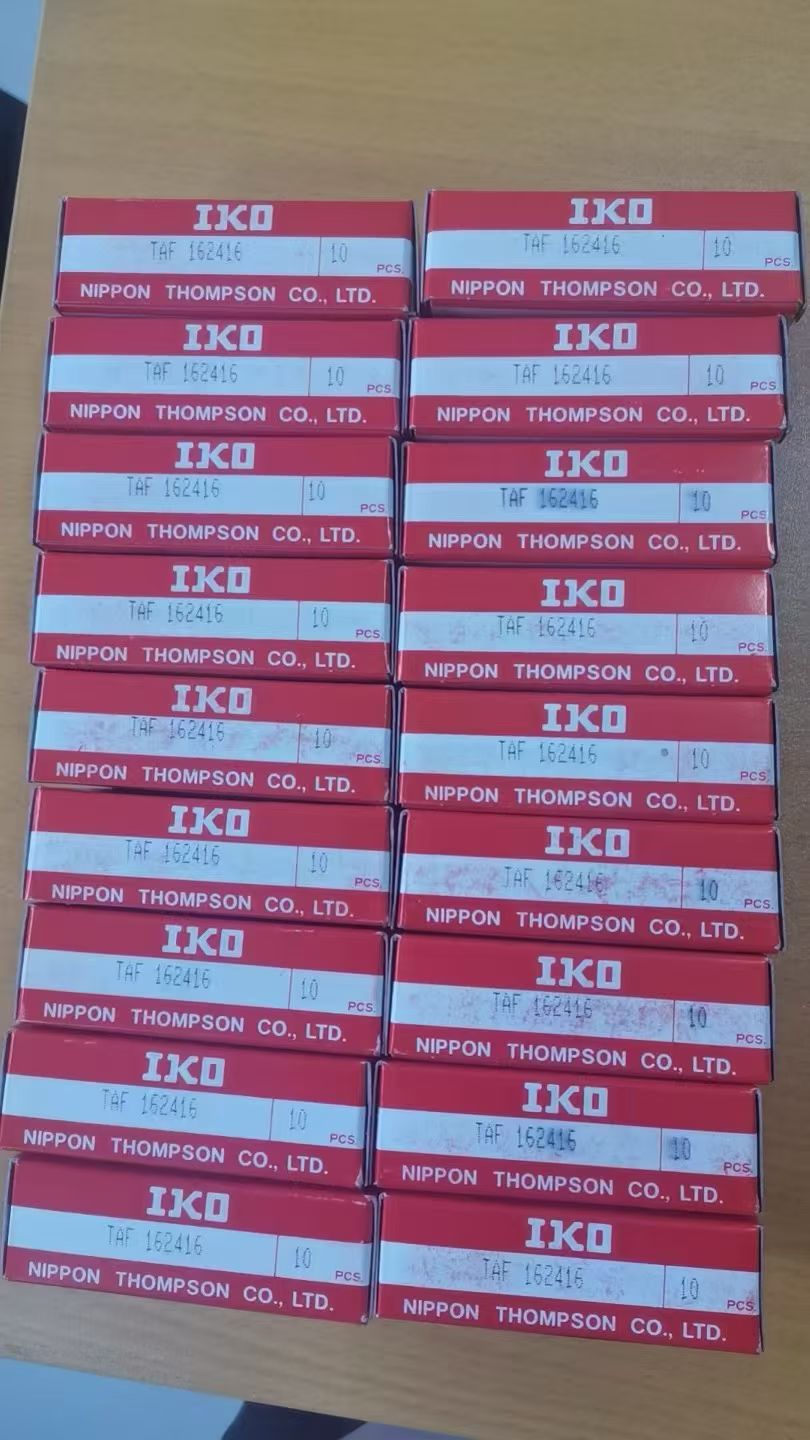 IKO
TAF 162416 10 PCS.
NIPPON THOMPSON CO., LTD.
IKO
TAF 162416 10 PCS.
NIPPON THOMPSON CO., LTD.
IKO
TAF 162416 10 PCS.
NIPPON THOMPSON CO., LTD.
IKO
TAF 162416 10 PCS.
NIPPON THOMPSON CO., LTD.
IKO
TAF 162416 10 PCS.
NIPPON THOMPSON CO., LTD.
IKO
TAF 162416 10 PCS.
NIPPON THOMPSON CO., LTD.
IKO
TAF 162416 10 PCS.
NIPPON THOMPSON CO., LTD.
IKO
TAF 162416 10 PCS.
NIPPON THOMPSON CO., LTD.
IKO
TAF 162416 10 PCS.
NIPPON THOMPSON CO., LTD.
IKO
TAF 162416 10 PCS.
NIPPON THOMPSON CO., LTD.
IKO
TAF 162416 10 PCS.
NIPPON THOMPSON CO., LTD.
IKO
TAF 162416 10 PCS.
NIPPON THOMPSON CO., LTD.
IKO
TAF 162416 10 PCS.
NIPPON THOMPSON CO., LTD.
IKO
TAF 162416 10 PCS.
NIPPON THOMPSON CO., LTD.
IKO
TAF 162416 10 PCS.
NIPPON THOMPSON CO., LTD.
IKO
TAF 162416 10 PCS.
NIPPON THOMPSON CO., LTD.
IKO
TAF 162416 10 PCS.
NIPPON THOMPSON CO., LTD.
IKO
TAF 162416 10 PCS.
NIPPON THOMPSON CO., LTD.